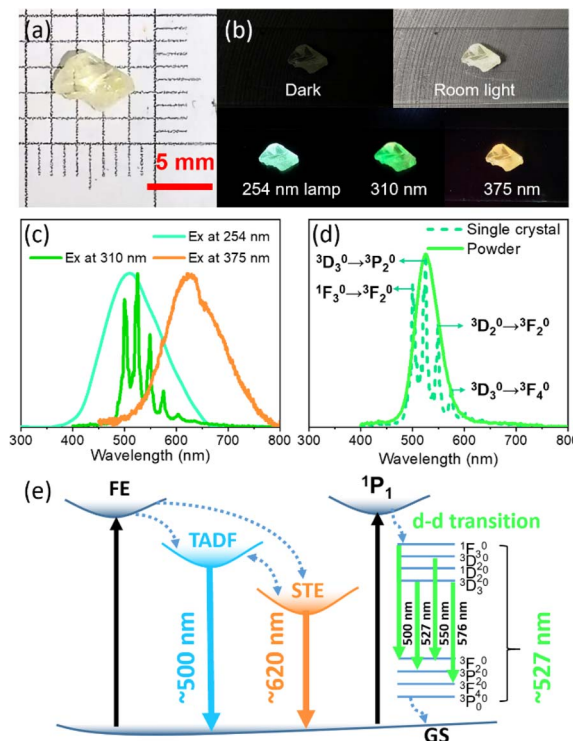 (a)
5 mm
(b)
Dark
Room light
254 nm lamp
310 nm
375 nm
(c)
Ex at 254 nm
Ex at 310 nm
Ex at 375 nm
300 400 500 600 700 800
Wavelength (nm)
(d)
Single crystal
Powder
³D₃⁰→³P₂⁰
¹F₃⁰→³F₂⁰
³D₂⁰→³F₂⁰
³D₃⁰→³F₄⁰
300 400 500 600 700 800
Wavelength (nm)
(e)
FE
TADF
STE
~500 nm
~620 nm
¹P₁
d-d transition
¹F₃⁰
³D₃⁰
¹D₂⁰
³D₃⁰
500 nm
527 nm
550 nm
576 nm
³F₂⁰
³P₂⁰
³F₂⁰
³F₄⁰
³P₀⁰
~527 nm
GS